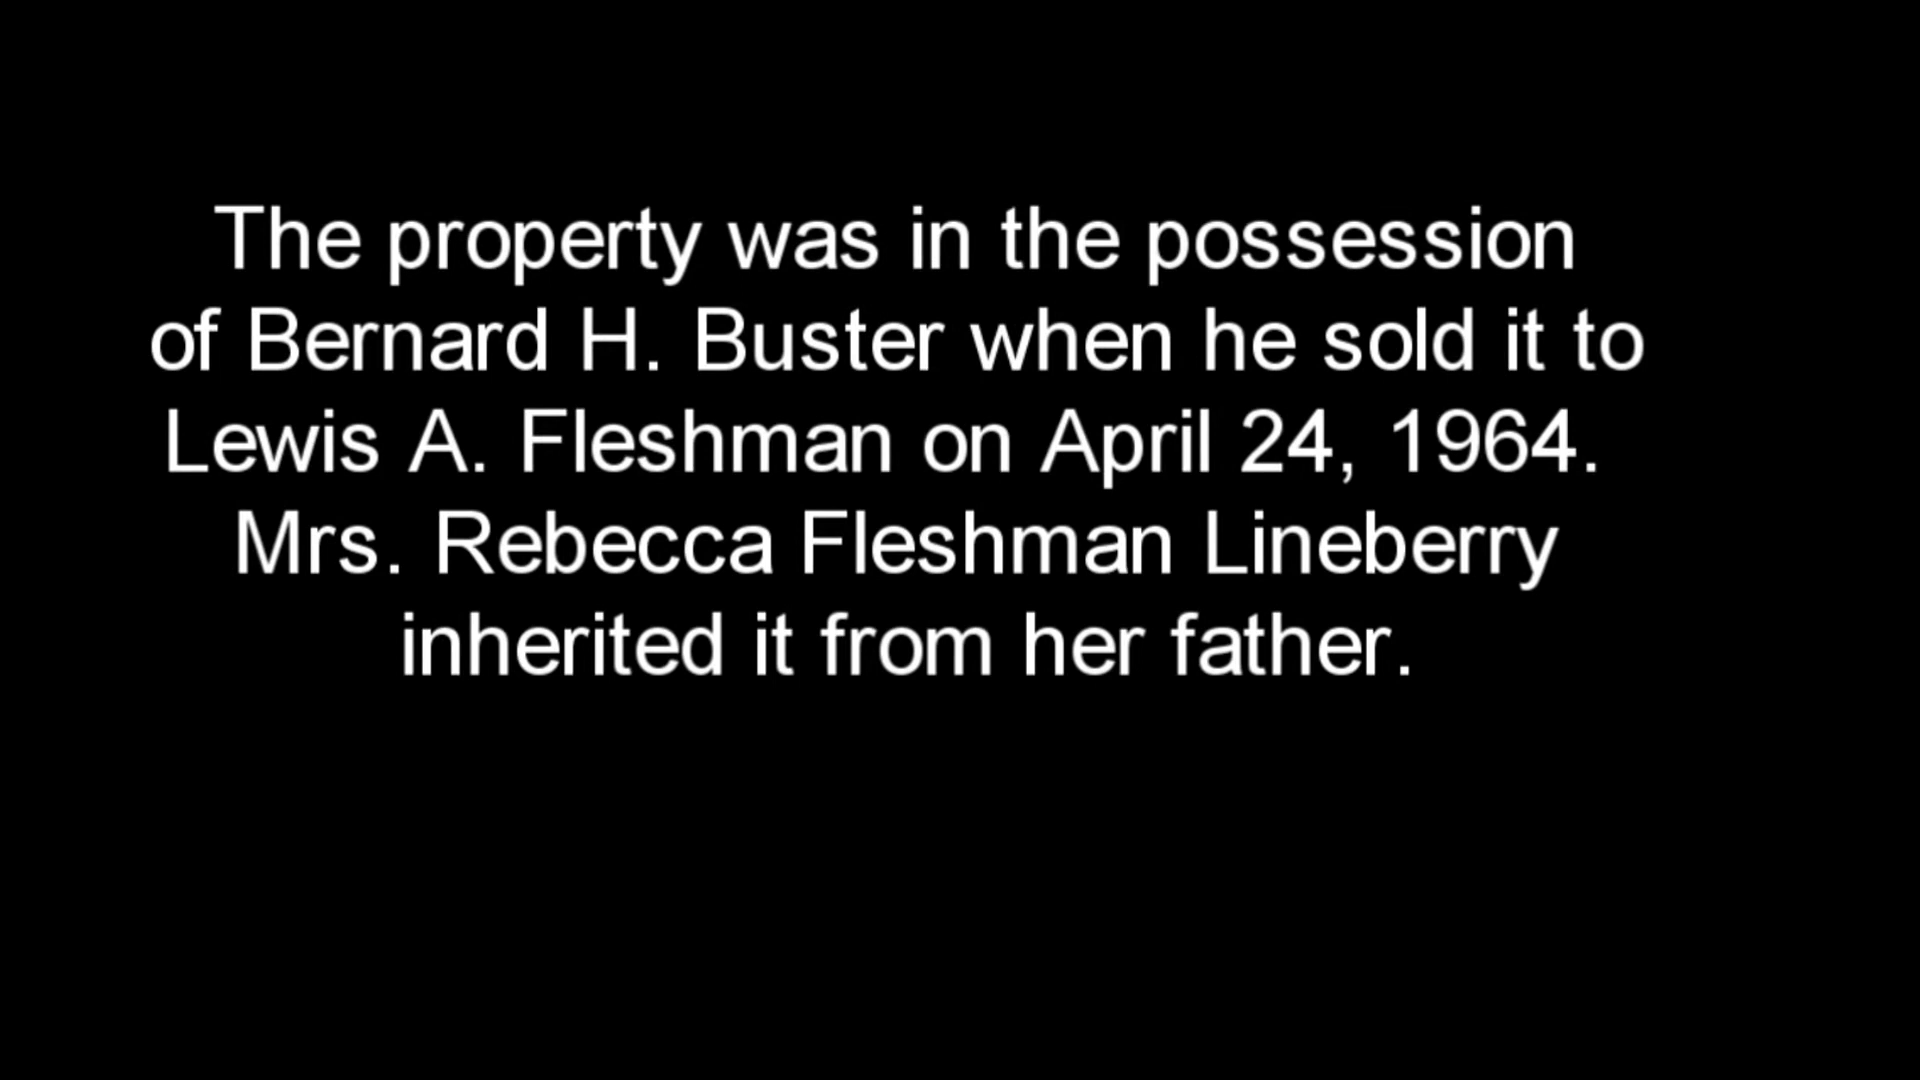 The property was in the possession
of Bernard H. Buster when he sold it to
Lewis A. Fleshman on April 24, 1964.
Mrs. Rebecca Fleshman Lineberry
inherited it from her father.